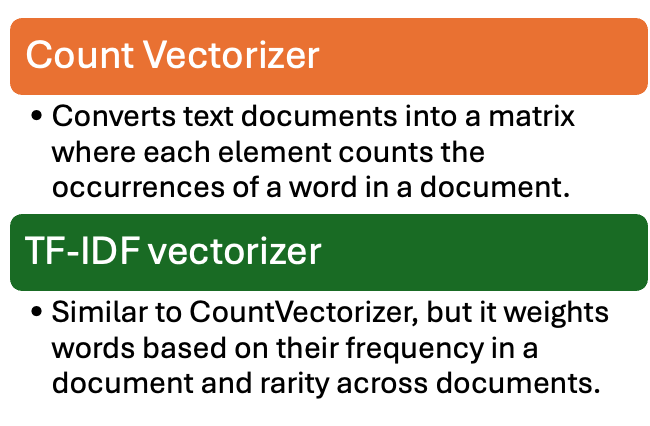 Count Vectorizer
• Converts text documents into a matrix
where each element counts the
occurrences of a word in a document.
TF-IDF vectorizer
• Similar to CountVectorizer, but it weights
words based on their frequency in a
document and rarity across documents.